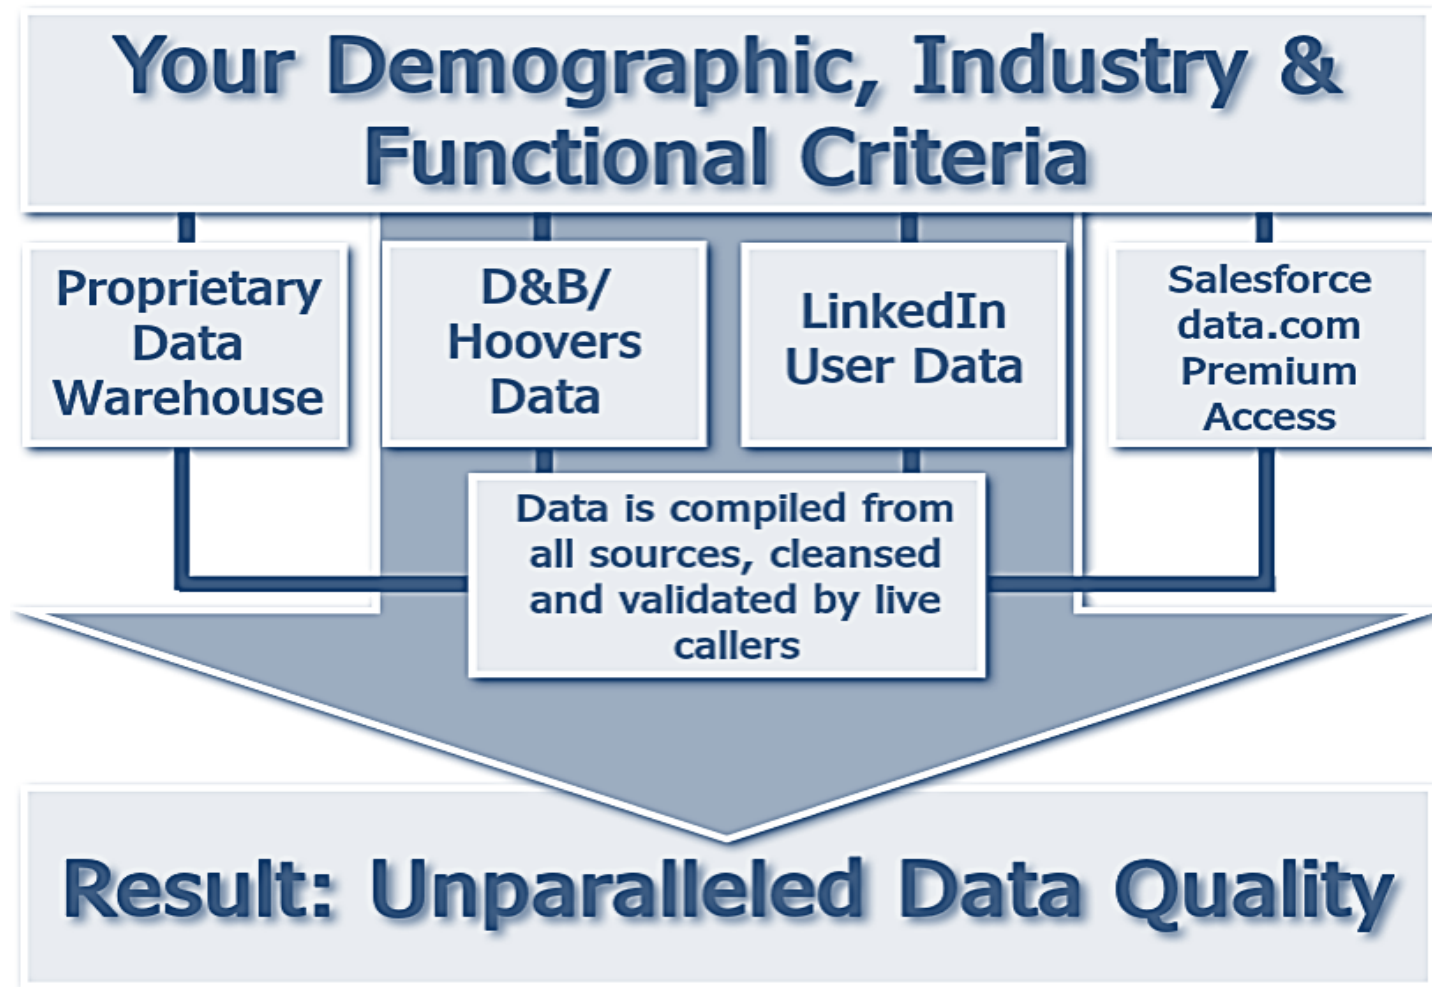 Your Demographic, Industry &
Functional Criteria
Proprietary
Data
Warehouse
D&B/
Hoovers
Data
LinkedIn
User Data
Salesforce
data.com
Premium
Access
Data is compiled from
all sources, cleansed
and validated by live
callers
Result: Unparalleled Data Quality